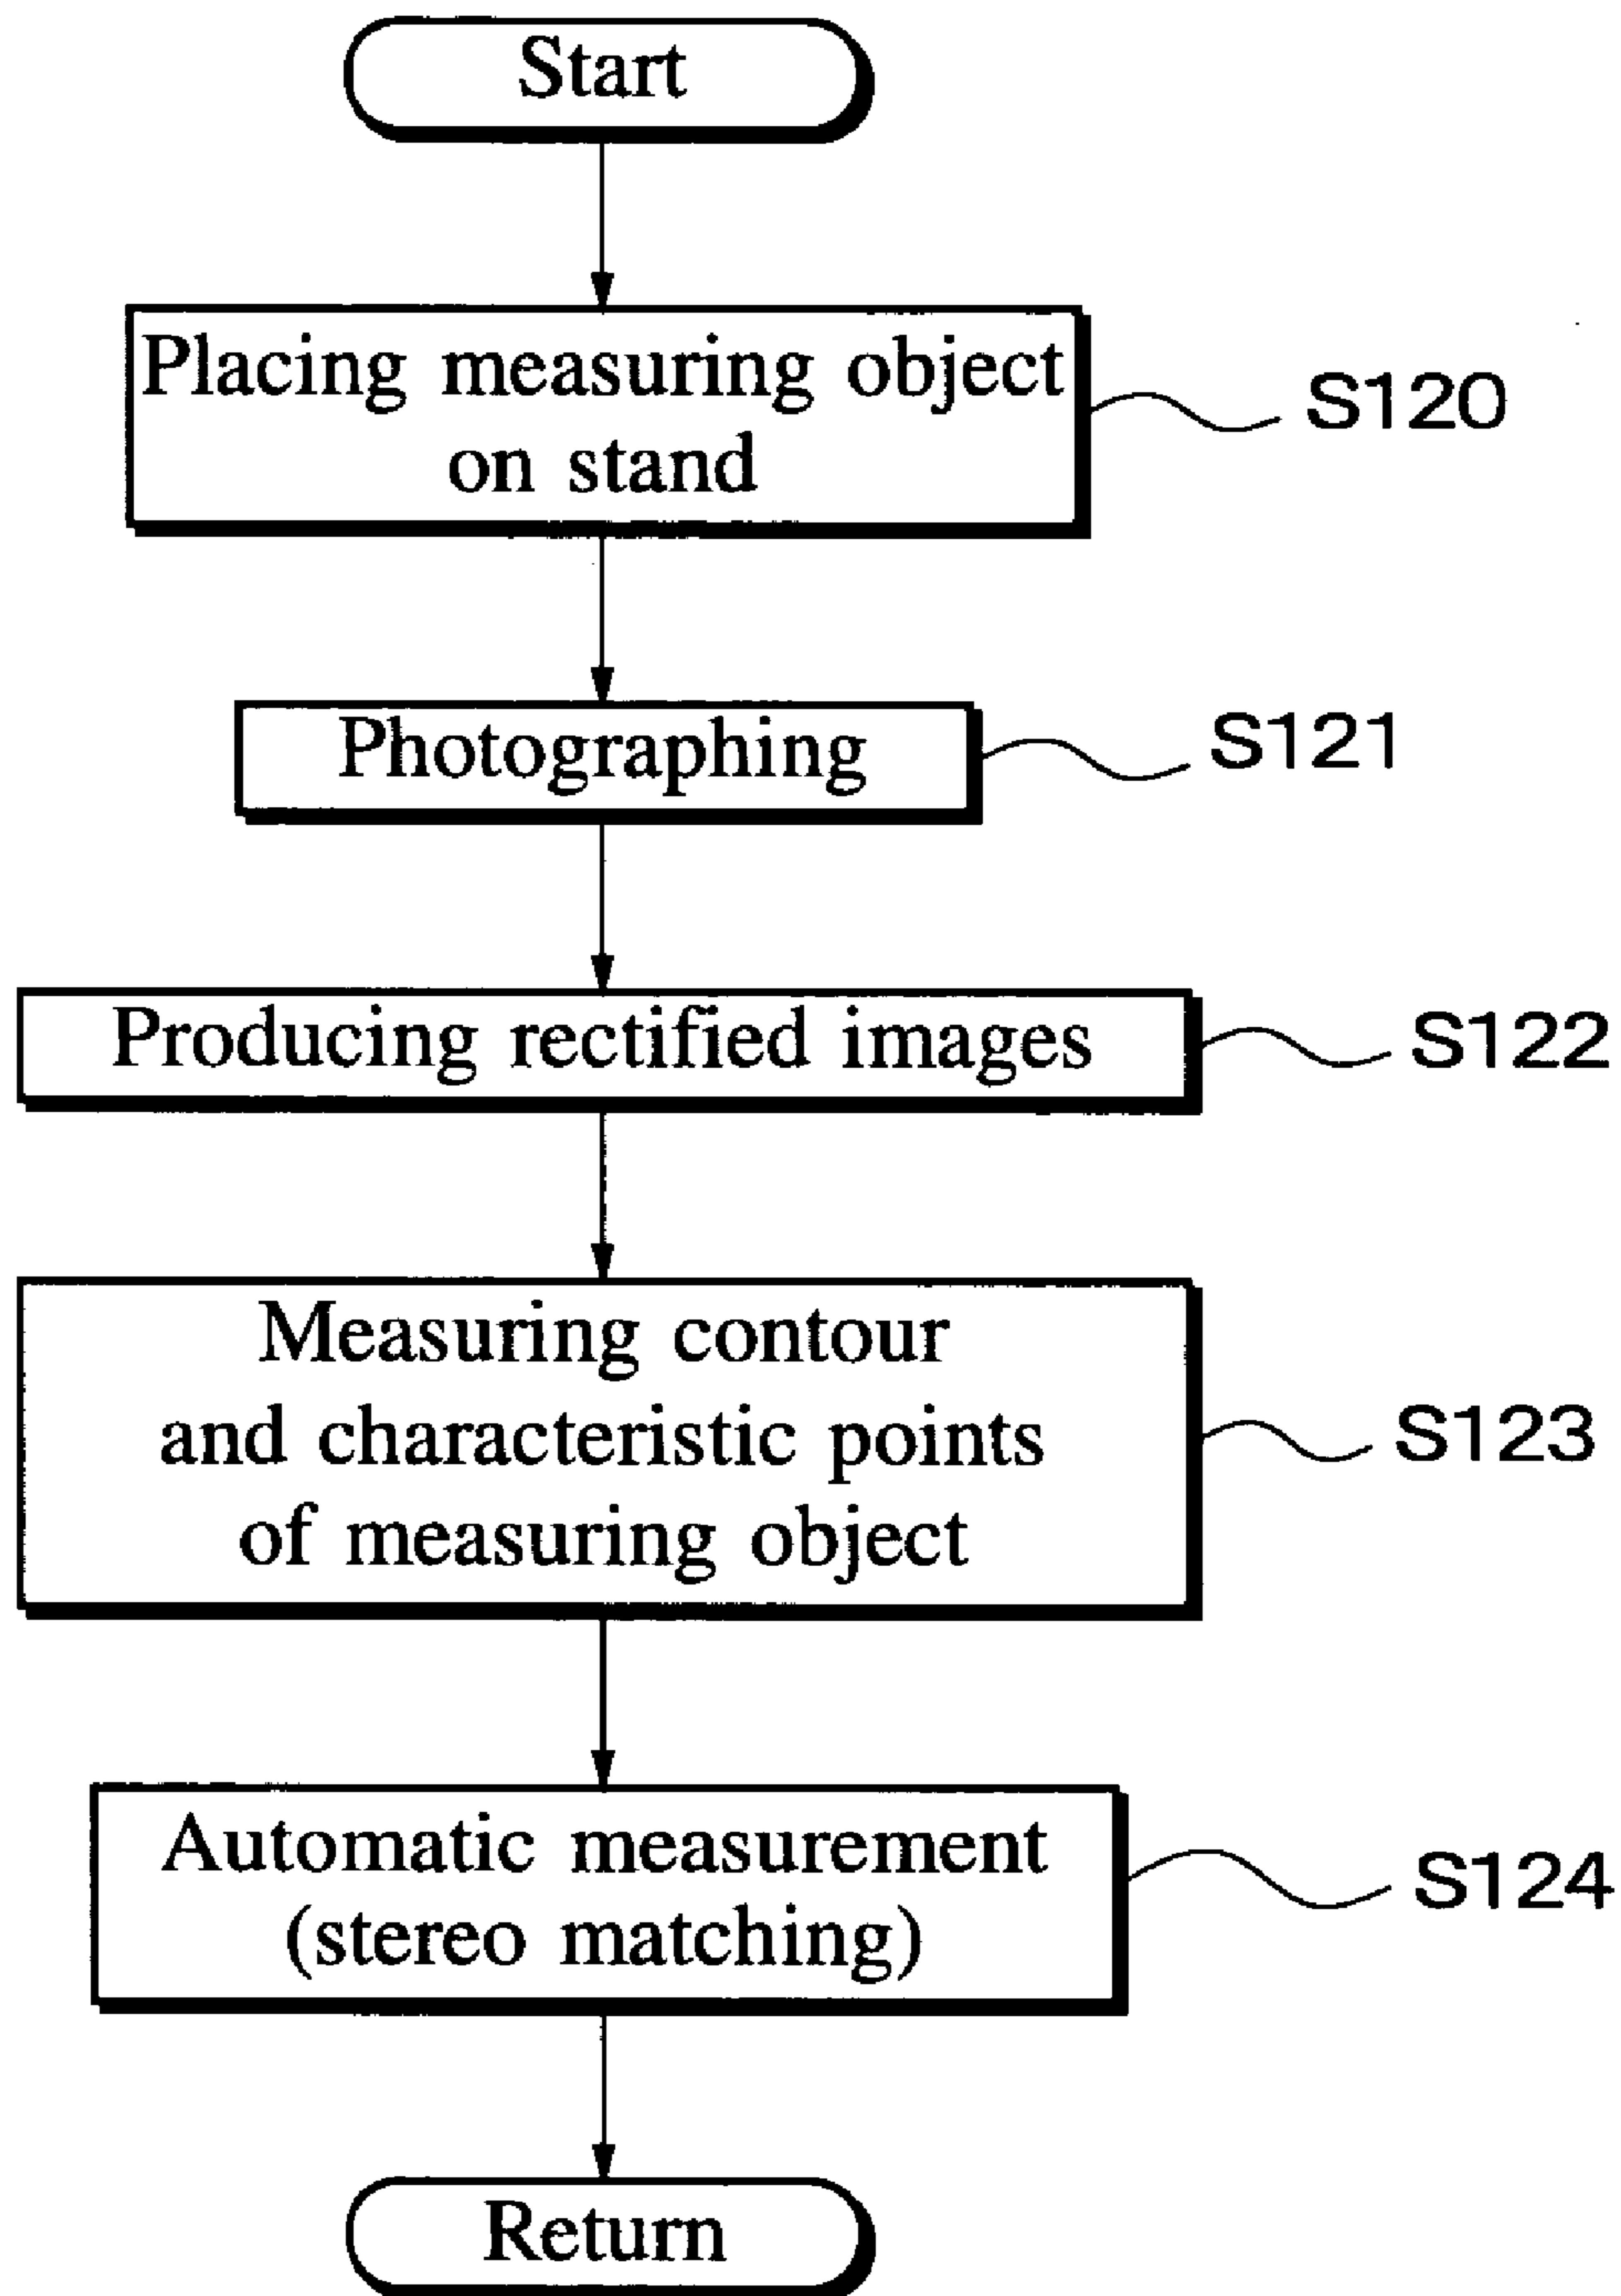 Start
Placing measuring object
on stand
S120
Photographing
S121
Producing rectified images
S122
Measuring contour
and characteristic points
of measuring object
S123
Automatic measurement
(stereo matching)
S124
Return